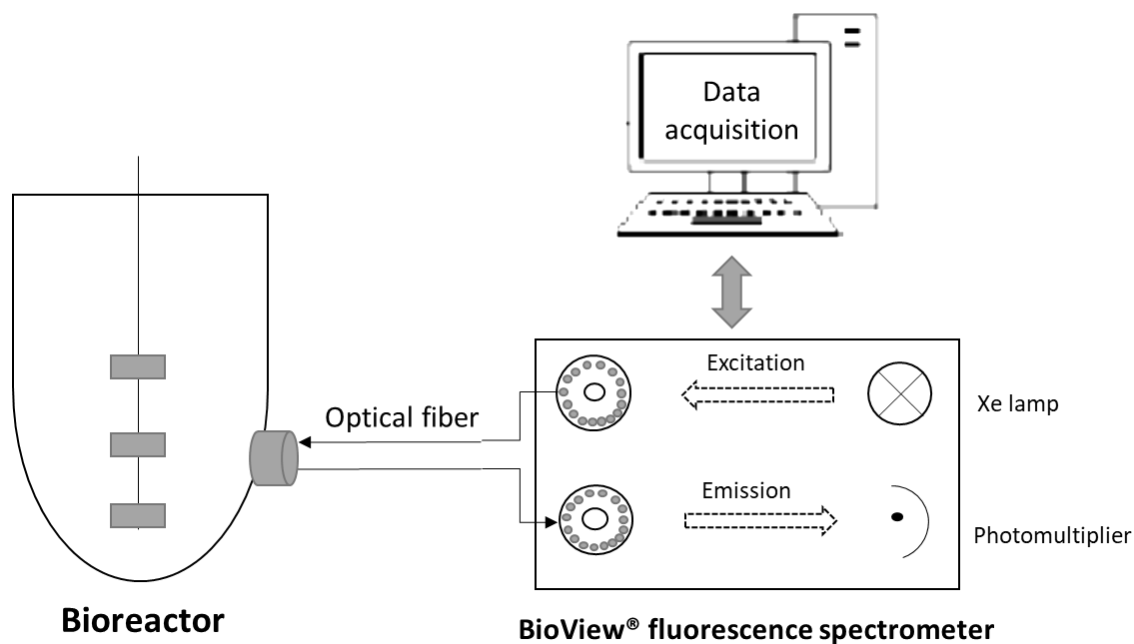 Data
acquisition
Excitation
Xe lamp
Optical fiber
Emission
Photomultiplier
Bioreactor
BioView® fluorescence spectrometer